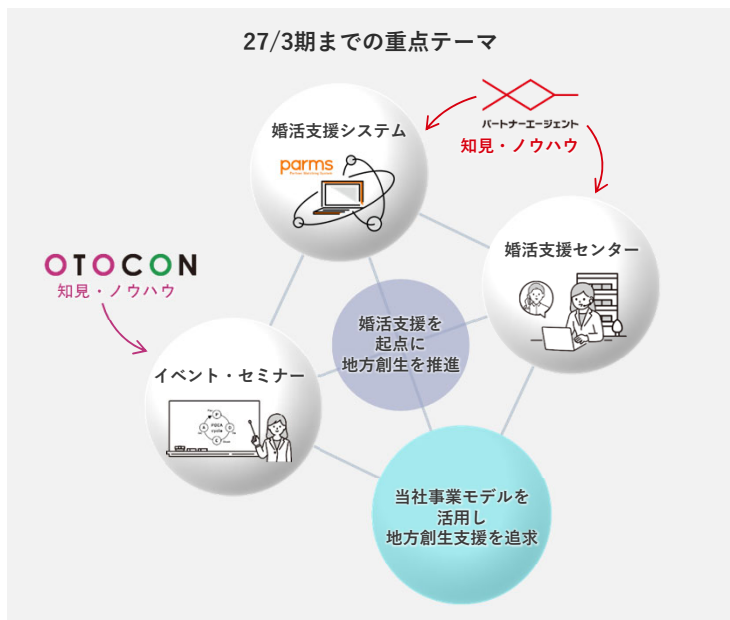 27/3期までの重点テーマ
婚活支援システム
parms
パートナーエージェント
知見・ノウハウ
婚活支援センター
OTOCON
知見・ノウハウ
婚活支援を
起点に
地方創生を推進
イベント・セミナー
P
D
C
A
PDCA
当社事業モデルを
活用し
地方創生支援を追求